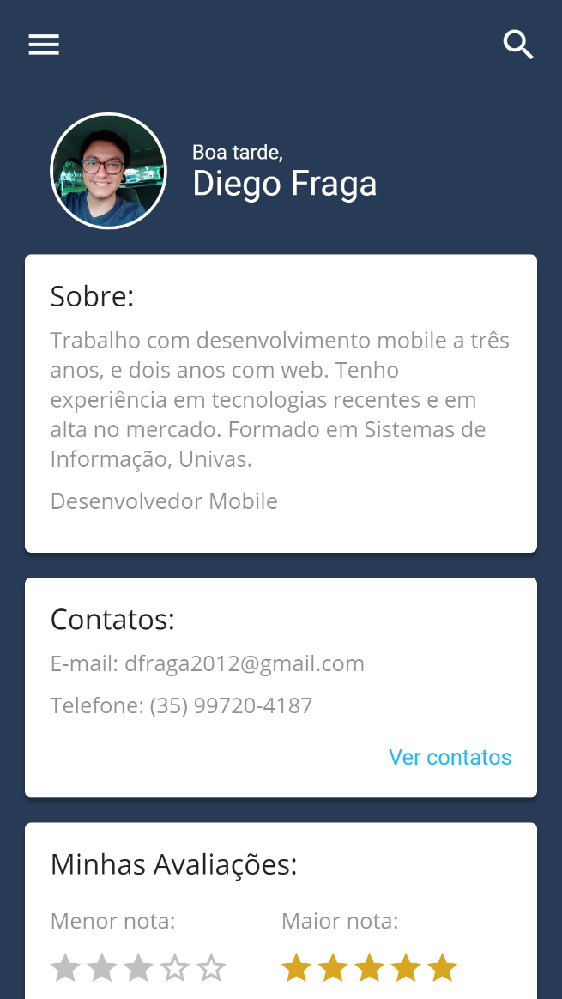 Boa tarde,
Diego Fraga
Sobre:
Trabalho com desenvolvimento mobile a três
anos, e dois anos com web. Tenho
experiência em tecnologias recentes e em
alta no mercado. Formado em Sistemas de
Informação, Univas.
Desenvolvedor Mobile
Contatos:
E-mail: dfraga2012@gmail.com
Telefone: (35) 99720-4187
Ver contatos
Minhas Avaliações:
Menor nota:
Maior nota: